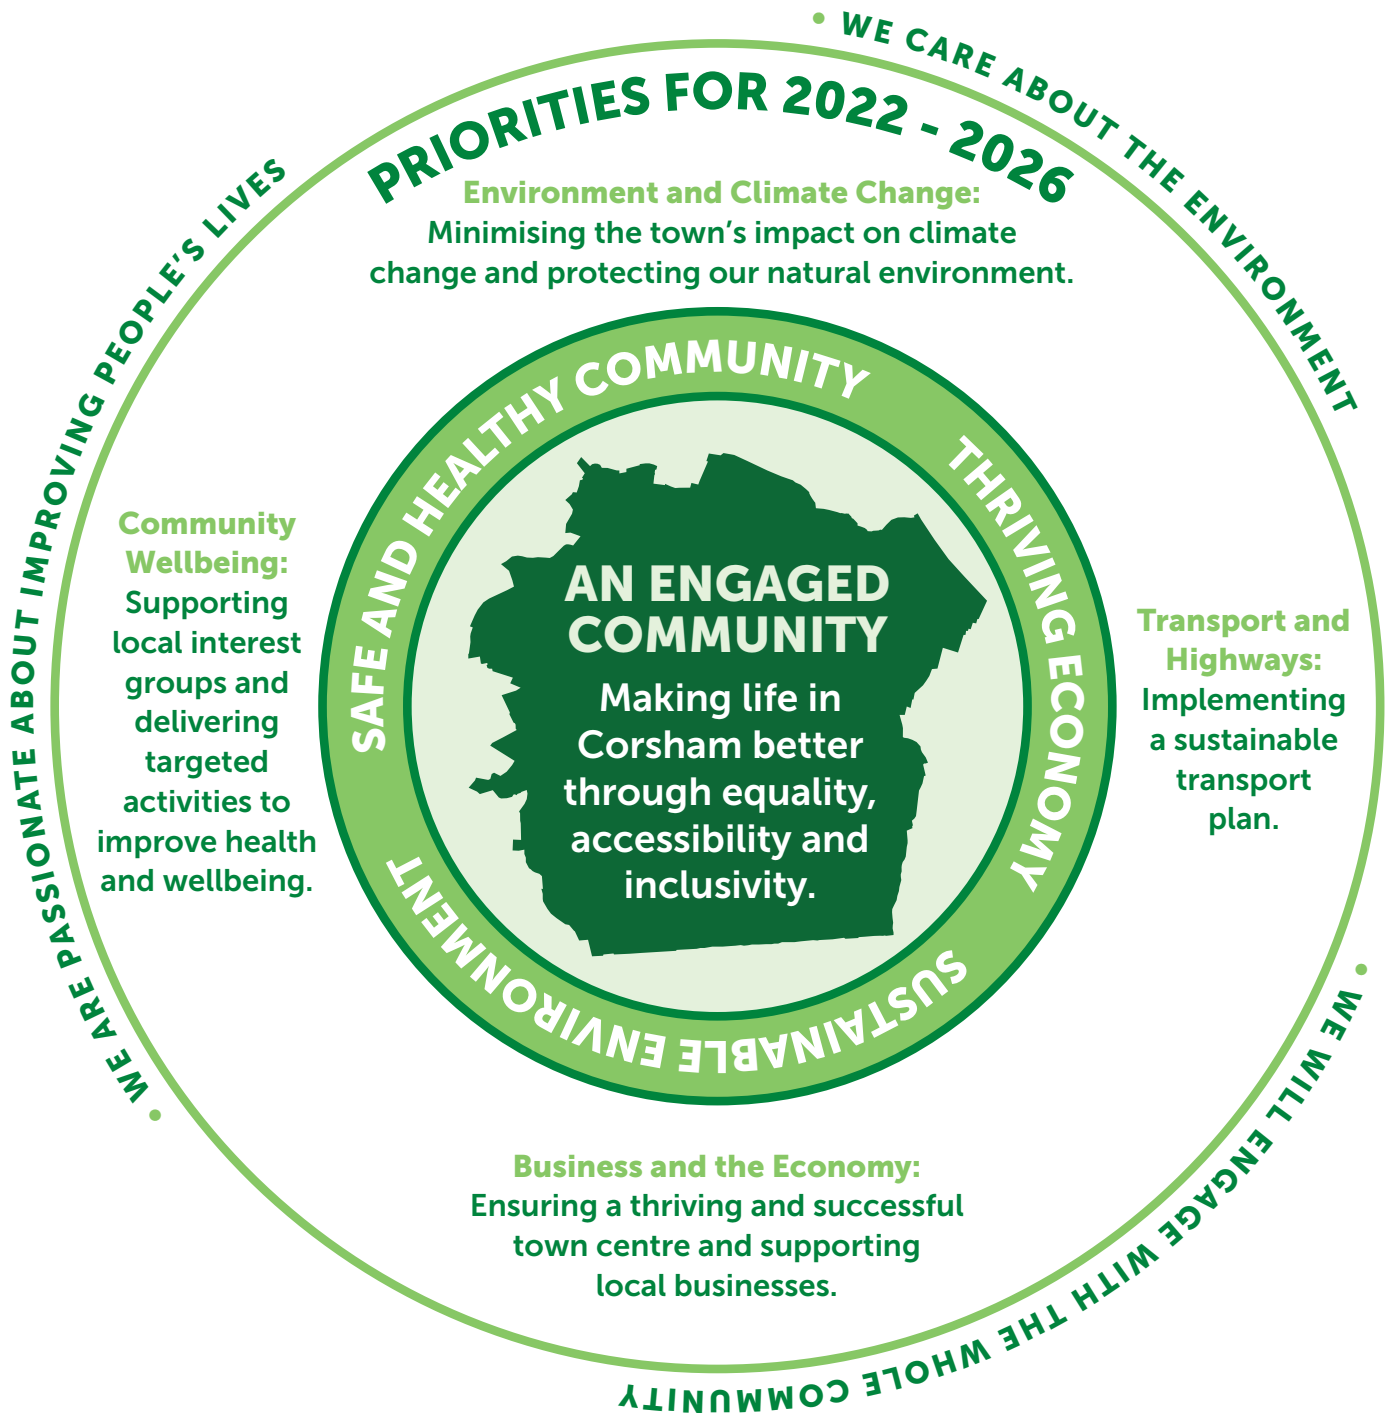 • WE CARE ABOUT THE ENVIRONMENT
PRIORITIES FOR 2022 - 2026
Environment and Climate Change:
Minimising the town’s impact on climate
change and protecting our natural environment.
• WE ARE PASSIONATE ABOUT IMPROVING PEOPLE’S LIVES
Community
Wellbeing:
Supporting
local interest
groups and
delivering
targeted
activities to
improve health
and wellbeing.
SAFE AND HEALTHY COMMUNITY
THRIVING ECONOMY
SUSTAINABLE ENVIRONMENT
AN ENGAGED
COMMUNITY
Making life in
Corsham better
through equality,
accessibility and
inclusivity.
Transport and
Highways:
Implementing
a sustainable
transport
plan.
Business and the Economy:
Ensuring a thriving and successful
town centre and supporting
local businesses.
• WE WILL ENGAGE WITH THE WHOLE COMMUNITY